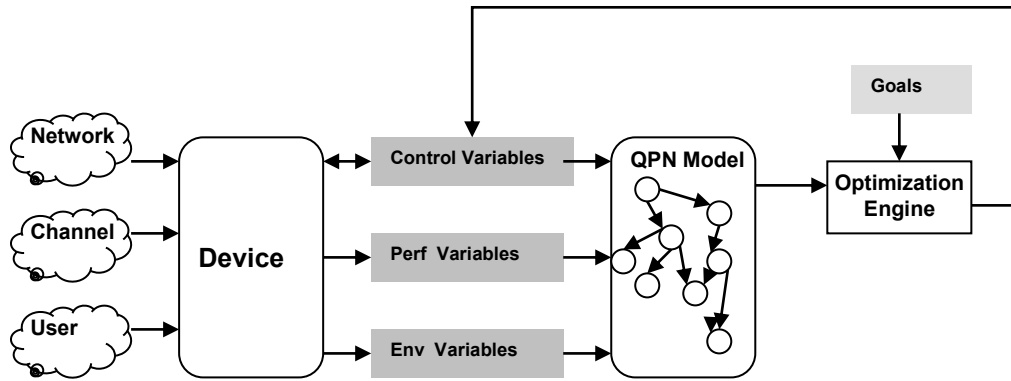 Network
Channel
User
Device
Control Variables
Perf Variables
Env Variables
QPN Model
Goals
Optimization
Engine